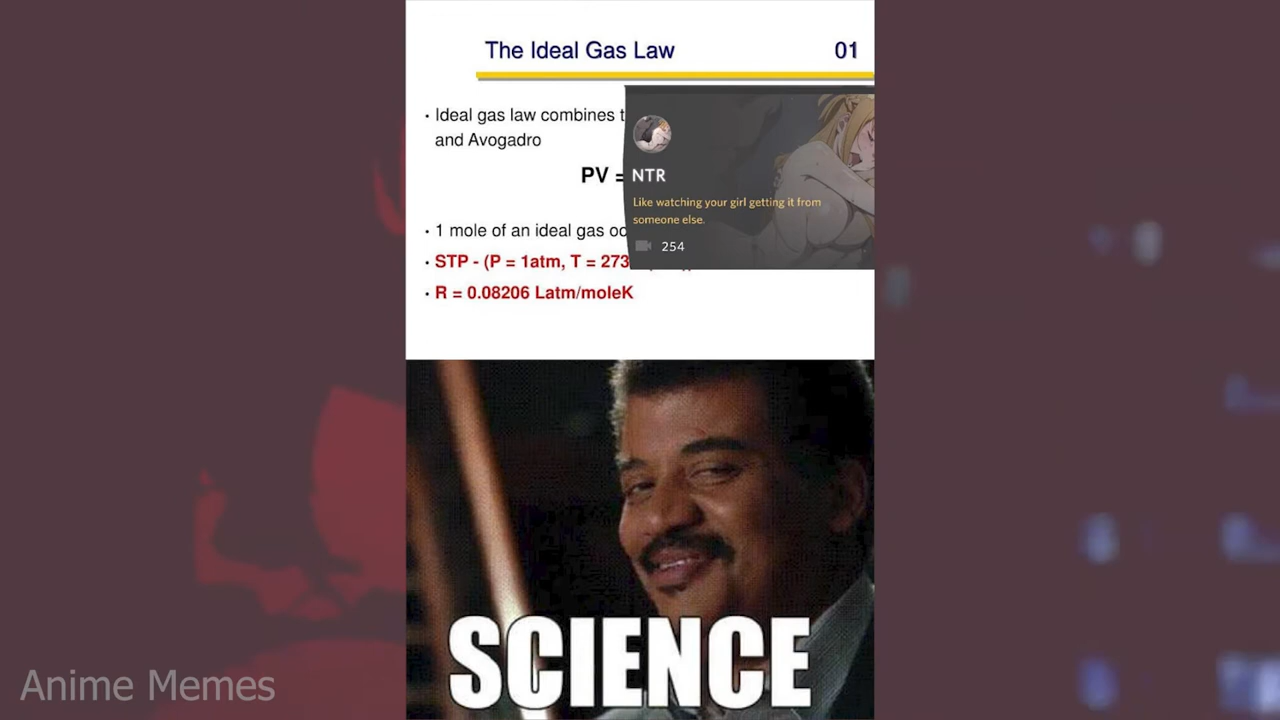 The Ideal Gas Law 01
• Ideal gas law combines t
and Avogadro
PV =
NTR
Like watching your girl getting it from
someone else.
254
• 1 mole of an ideal gas oc
• STP - (P = 1atm, T = 273
• R = 0.08206 Latm/moleK
SCIENCE
Anime Memes